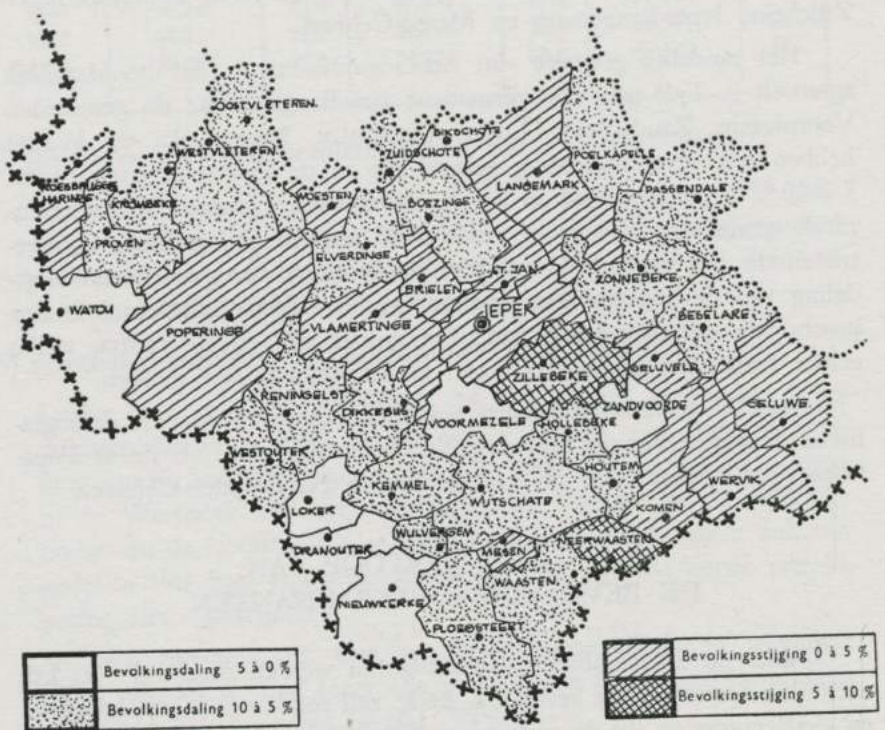 OOSTVLETEREN.
BIKSCHOTE
WESTVLETEREN.
ZUIDSCHOTE
POELKAPELLE
ROESBRUGGE
HARINGE
KROMBEKE
WOESTEN
LANGEMARK
PASSENDALE
BOEZINGE
PROVEN
ELVERDINGE
ST. JAN.
ZONNEBEKE.
BRIELEN
WATOU
IEPER
POPERINGE
VLAMERTINGE
BESELARE
ZILLEBEKE
GELUVELD
RENINGELST
DIKKEBUS
ZANDVOORDE
GELUWE.
VOORMEZELE
HOLLEBEKE
WESTOUTER
HOUTEM
KEMMEL
WIJTSCHATE
WERVIK
LOKER
KOMEN
WULVERGEM
DRANOUTER
MESEN
NEERWAASTEN
WAASTEN
NIEUWKERKE
PLOEGSTEERT
Bevolkingsdaling 5 à 0 %
Bevolkingsdaling 10 à 5 %
Bevolkingsstijging 0 à 5 %
Bevolkingsstijging 5 à 10 %